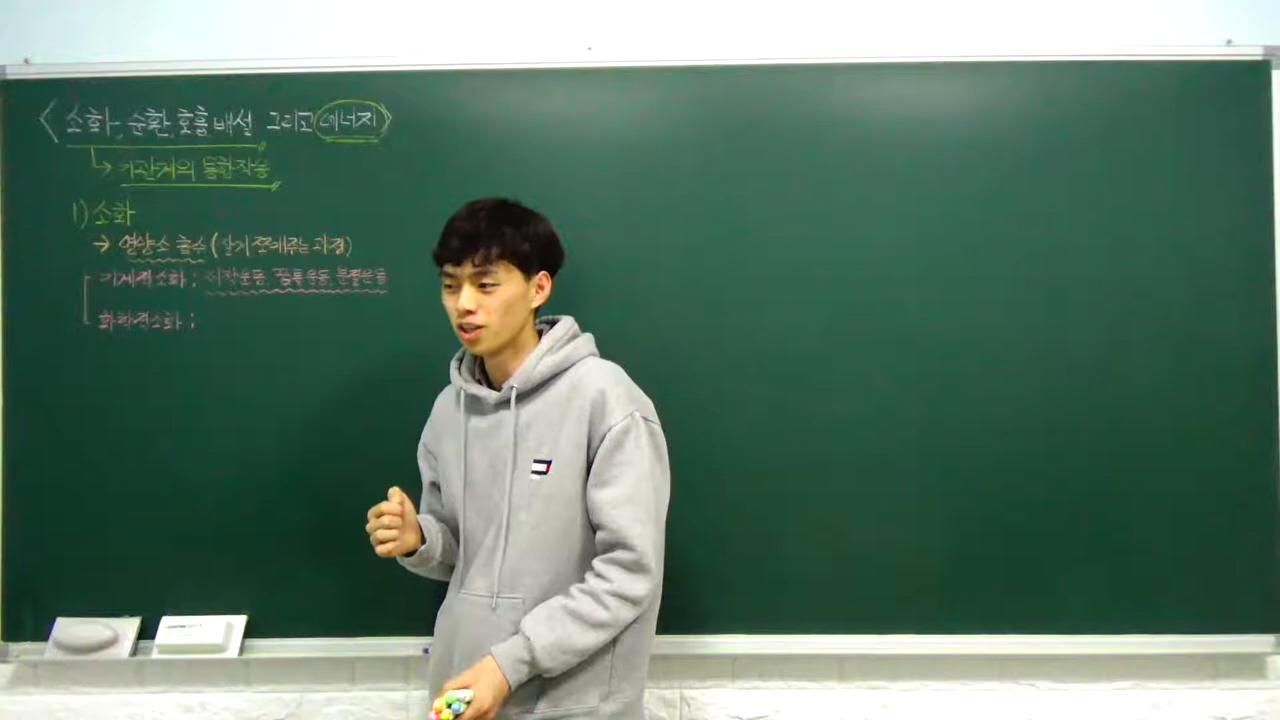 <소화, 순환, 호흡 배설 그리고 에너지>
↳ 기관계의 통합작용
1) 소화
→ 영양소 흡수 (잘게 쪼개주는 과정)
기계적소화 : 저작운동, 꿈틀운동, 분절운동
화학적소화 :